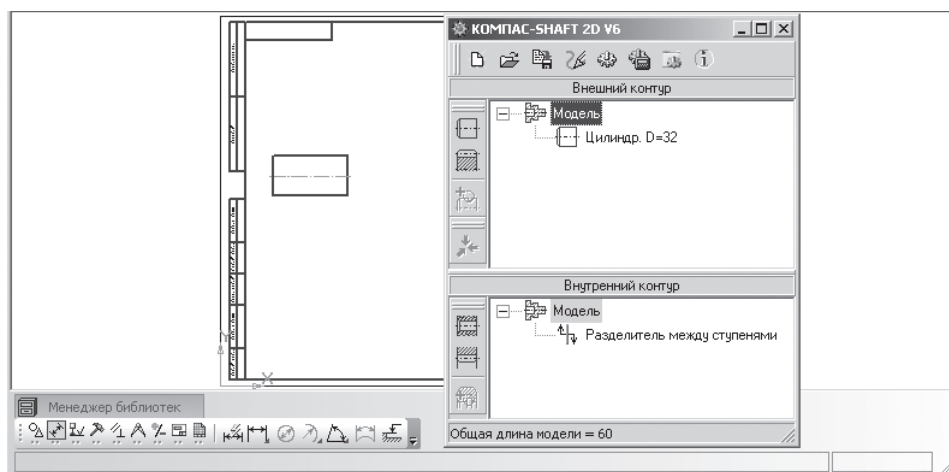 КОМПАС-SHAFT 2D V6
Внешний контур
Модель
Цилиндр. D=32
Внутренний контур
Модель
Разделитель между ступенями
Общая длина модели = 60
Y
X
Менеджер библиотек